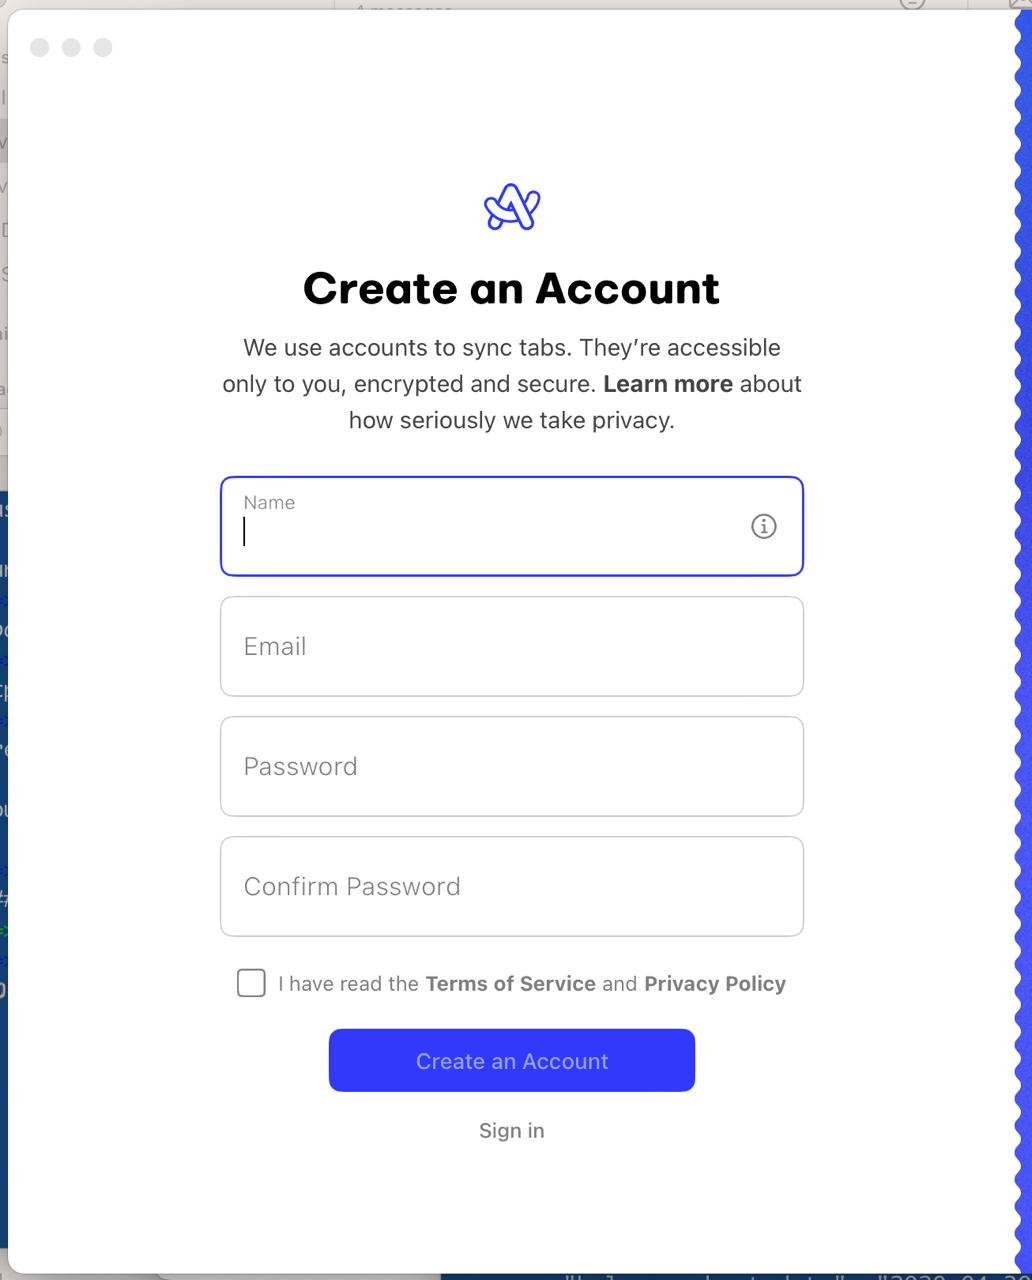 4 messages
Create an Account
We use accounts to sync tabs. They’re accessible
only to you, encrypted and secure. Learn more about
how seriously we take privacy.
Name
Email
Password
Confirm Password
I have read the Terms of Service and Privacy Policy
Create an Account
Sign in